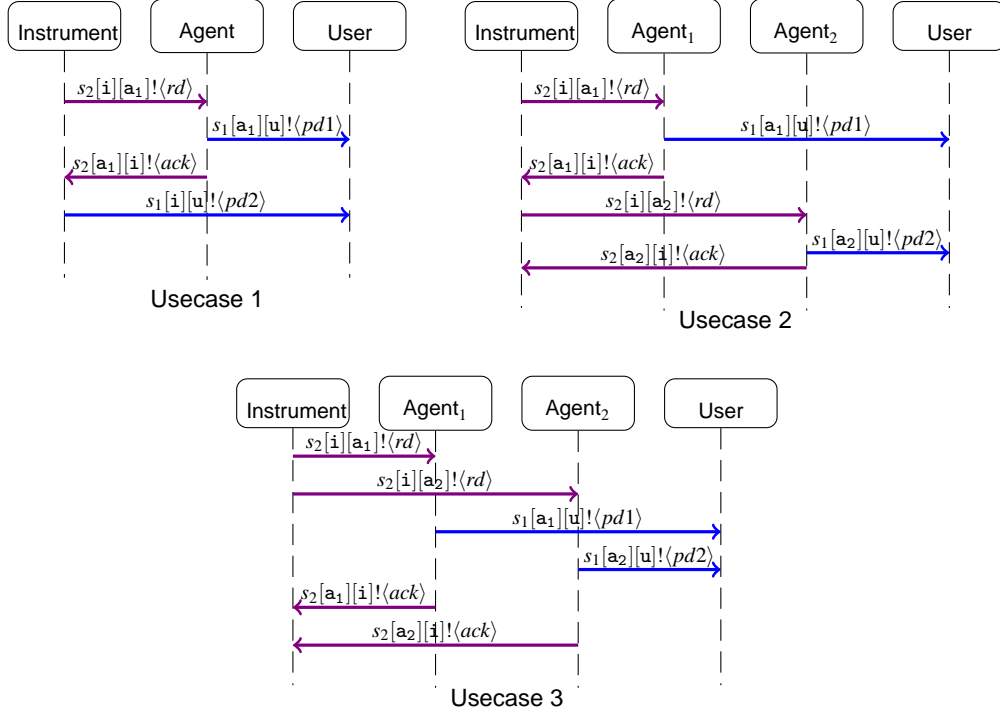 Instrument Agent User
s₂[i][a₁]!⟨rd⟩
s₁[a₁][u]!⟨pd1⟩
s₂[a₁][i]!⟨ack⟩
s₁[i][u]!⟨pd2⟩
Usecase 1
Instrument Agent₁ Agent₂ User
s₂[i][a₁]!⟨rd⟩
s₁[a₁][u]!⟨pd1⟩
s₂[a₁][i]!⟨ack⟩
s₂[i][a₂]!⟨rd⟩
s₁[a₂][u]!⟨pd2⟩
s₂[a₂][i]!⟨ack⟩
Usecase 2
Instrument Agent₁ Agent₂ User
s₂[i][a₁]!⟨rd⟩
s₂[i][a₂]!⟨rd⟩
s₁[a₁][u]!⟨pd1⟩
s₁[a₂][u]!⟨pd2⟩
s₂[a₁][i]!⟨ack⟩
s₂[a₂][i]!⟨ack⟩
Usecase 3